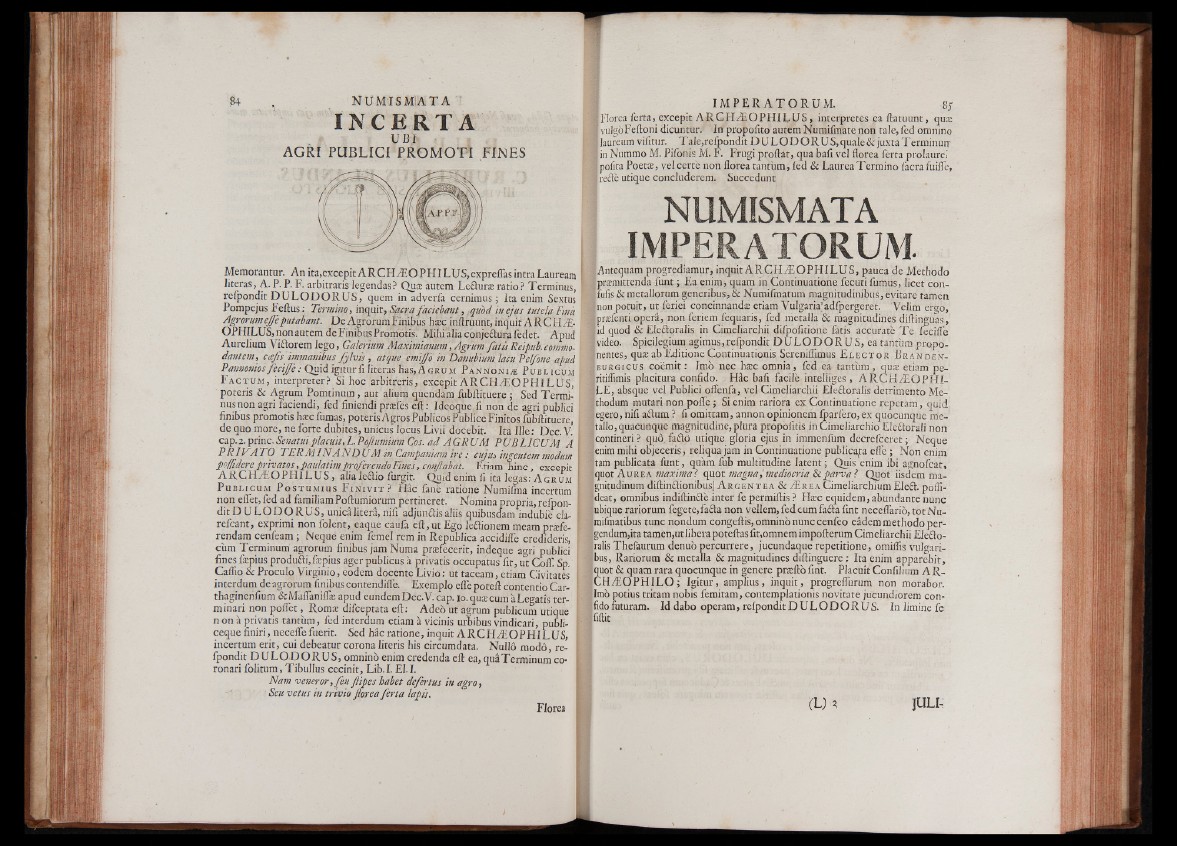 84 NUMISMATA
INCERTA
UBI
AGRI PUBLICI PROMOTI FINES
A.P.P.F.
Memorantur. An ita,excepit ARCHÆOPHILUS,expreſſas intra Lauream
literas, A. P. P. F. arbitraris legendas? Quæ autem Lecturæ ratio? Terminus,
reſpondit DULODORUS, quem in adverſa cernimus ; Ita enim Sextus
Pompejus Feſtus : Termino, inquit, Sacra faciebant, quòd in ejus tutela Fines
Agrorum eſſe putabant. De Agrorum Finibus hæc inſtruunt, inquit ARCHÆ-
OPHILUS, non autem de Finibus Promotis. Mihi alia conjectura ſedet. Apud
Aurelium Victorem lego, Galerium Maximianum, Agrum ſatis Reipub. commo-
dantem, cæſis immanibus ſylvis, atque emiſſo in Danubium lacu Pelſone apud
Pannonios feciſſe : Quid igitur ſi literas has, AGRUM PANNONIÆ PUBLICUM
FACTUM, interpreter? Si hoc arbitreris, excepit ARCHÆOPHILUS,
poteris & Agrum Pomtinum, aut alium quendam ſubſtituere ; Sed Termi-
nus non agri faciendi, ſed finiendi præſes eſt : Ideoque ſi non de agri publici
finibus promotis hæc ſumas, poteris Agros Publicos Publicè Finitos ſubſtituere,
de quo more, ne forte dubites, unicus locus Livii docebit. Ita Ille: Dec. V.
cap.2. princ. Senatui placuit, L. Poſtumium Cos. ad AGRUM PUBLICUM A
PRIVATO TERMINANDUM in Campaniam ire : cujus ingentem modum
poſſidere privatos, paulatim proferendo Fines, conſtabat. Etiam hinc, excepit
ARCHÆOPHILUS, alia lectio ſurgit. Quid enim ſi ita legas: AGRUM
PUBLICUM POSTUMIUS FINIVIT? Hâc ſanè ratione Numiſma incertum
non eſſet, ſed ad familiam Poſtumiorum pertineret. Nomina propria, reſpon-
dit DULODORUS, unicâ literâ, niſi adjunctis aliis quibusdam indubiè cla-
reſcant, exprimi non ſolent, eaque cauſa eſt, ut Ego lectionem meam præfe-
rendam cenſeam ; Neque enim ſemel rem in Republica accidiſſe credideris,
cùm Terminum agrorum finibus jam Numa præfecerit, indeque agri publici
fines ſæpius producti, ſæpius ager publicus à privatis occupatus ſit, ut Coſſ. Sp.
Caſſio & Proculo Virginio, eodem docente Livio : ut taceam, etiam Civitates
interdum de agrorum finibus contendiſſe. Exemplo eſſe poteſt contentio Car-
thaginenſium & Maſſaniſſæ apud eundem Dec. V. cap. 10. quæ cum à Legatis ter-
minari non poſſet, Romæ diſceptata eſt: Adeò ut agrum publicum utique
non à privatis tantùm, ſed interdum etiam à vicinis urbibus vindicari, publi-
ceque finiri, neceſſe fuerit. Sed hâc ratione, inquit ARCHÆOPHILUS,
incertum erit, cui debeatur corona literis his circumdata. Nullô modô, re-
ſpondit DULODORUS, omninò enim credenda eſt ea, quâ Terminum co-
ronari ſolitum, Tibullus cecinit, Lib. I. El. I.
Nam veneror, ſeu ſtipes habet deſertus in agro,
Seu vetus in trivio florea ſerta lapis.
Florea
IMPERATORUM. 85
Florea ſerta, excepit ARCHÆOPHILUS, interpretes ea ſtatuunt, quæ
vulgò Feſtoni dicuntur. In propoſito autem Numiſmate non tale, ſed omnino
laureum viſitur. Tale, reſpondit DULODORUS, quale & juxta Terminum
in Nummo M. Piſonis M. F. Frugi proſtat, qua baſi vel florea ſerta pro laurei
poſita Poetæ, vel certè non florea tantùm, ſed & Laurea Termino ſacra fuiſſe,
rectè utique concluderem. Succedunt
NUMISMATA
IMPERATORUM.
Antequam progrediamur, inquit ARCHÆOPHILUS, pauca de Methodo
præmittenda ſunt ; Ea enim, quam in Continuatione ſecuti ſumus, licet con-
fuſis & metallorum generibus, & Numiſmatum magnitudinibus, evitare tamen
non potuit, ut ſeriei concinnandæ etiam Vulgaria adſpergeret. Velim ergo,
præſenti operâ, non ſeriem ſequaris, ſed metalla & magnitudines diſtinguas,
id quod & Electoralis in Cimeliarchii diſpoſitione ſatis accuratè Te feciſſe
video. Spicilegium agimus, reſpondit DULODORUS, ea tantùm propo-
nentes, quæ ab Editione Continuationis Sereniſſimus ELECTOR BRANDEN-
BURGICUS coëmit : Imò nec hæc omnia, ſed ea tantùm, quæ etiam pe-
ritiſſimis placitura confido. Hâc baſi facilè intelliges, ARCHÆOPHI-
LE, absque vel Publici offenſa, vel Cimeliarchii Electoralis detrimento Me-
thodum mutari non poſſe ; Si enim rariora ex Continuatione repetam, quid
egero, niſi actum ? ſi omittam, annon opinionem ſparſero, ex quocunque me-
tallo, quacunque magnitudine, plura propoſitis in Cimeliarchio Electorali non
contineri ? quô factô utique gloria ejus in immenſum decreſceret ; Neque
enim mihi objeceris, reliqua jam in Continuatione publicata eſſe ; Non enim
tam publicata ſunt, quàm ſub multitudine latent ; Quis enim ibi agnoſcat,
quot AUREA maxima? quot magna, mediocria & parva? Quot iisdem ma-
gnitudinum diſtinctionibus ARGENTEA & ÆREA Cimeliarchium Elect. poſſi-
deat, omnibus indiſtinctè inter ſe permiſtis ? Hæc equidem, abundante nunc
ubique rariorum ſegete, facta non vellem, ſed cum facta ſint neceſſariò, tot Nu-
miſmatibus tunc nondum congeſtis, omninò nunc cenſeo eâdem methodo per-
gendum, ita tamen, ut libera poteſtas ſit, omnem impoſterum Cimeliarchii Electo-
ralis Theſaurum denuò percurrere, jucundaque repetitione, omiſſis vulgari-
bus, Rariorum & metalla & magnitudines diſtinguere : Ita enim apparebit,
quot & quam rara quocunque in genere præſtò ſint. Placuit Conſilium AR-
CHÆOPHILO ; Igitur, amplius, inquit, progreſſurum non morabor.
Imò potius tritam nobis ſemitam, contemplationis novitate jucundiorem con-
fido futuram. Id dabo operam, reſpondit DULODORUS. In limine ſe
ſiſtit
(L) 2 JULI-